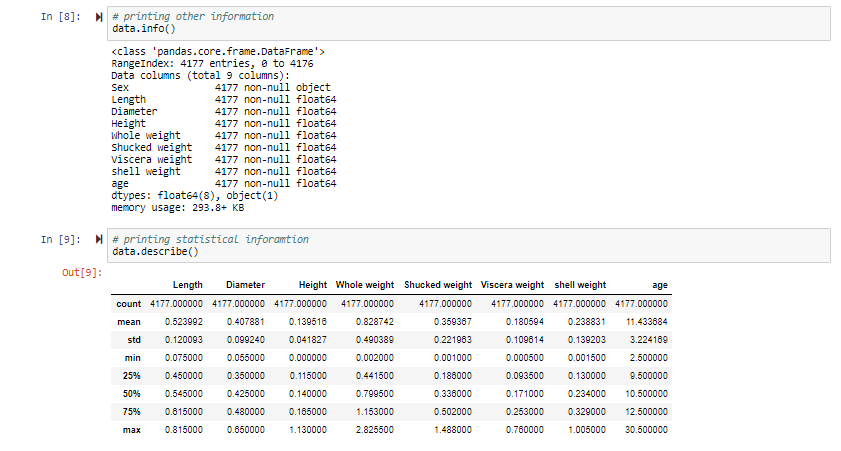 In [8]: # printing other information
data.info()
<class 'pandas.core.frame.DataFrame'>
RangeIndex: 4177 entries, 0 to 4176
Data columns (total 9 columns):
Sex 4177 non-null object
Length 4177 non-null float64
Diameter 4177 non-null float64
Height 4177 non-null float64
Whole weight 4177 non-null float64
Shucked weight 4177 non-null float64
Viscera weight 4177 non-null float64
shell weight 4177 non-null float64
age 4177 non-null float64
dtypes: float64(8), object(1)
memory usage: 293.8+ KB
In [9]: # printing statistical inforamtion
data.describe()
Out[9]:
Length Diameter Height Whole weight Shucked weight Viscera weight shell weight age
count 4177.000000 4177.000000 4177.000000 4177.000000 4177.000000 4177.000000 4177.000000 4177.000000
mean 0.523992 0.407881 0.139516 0.828742 0.359367 0.180594 0.238831 11.433684
std 0.120093 0.099240 0.041827 0.490389 0.221963 0.109614 0.139203 3.224169
min 0.075000 0.055000 0.000000 0.002000 0.001000 0.000500 0.001500 2.500000
25% 0.450000 0.350000 0.115000 0.441500 0.186000 0.093500 0.130000 9.500000
50% 0.545000 0.425000 0.140000 0.799500 0.336000 0.171000 0.234000 10.500000
75% 0.615000 0.480000 0.165000 1.153000 0.502000 0.253000 0.329000 12.500000
max 0.815000 0.650000 1.130000 2.825500 1.488000 0.760000 1.005000 30.500000